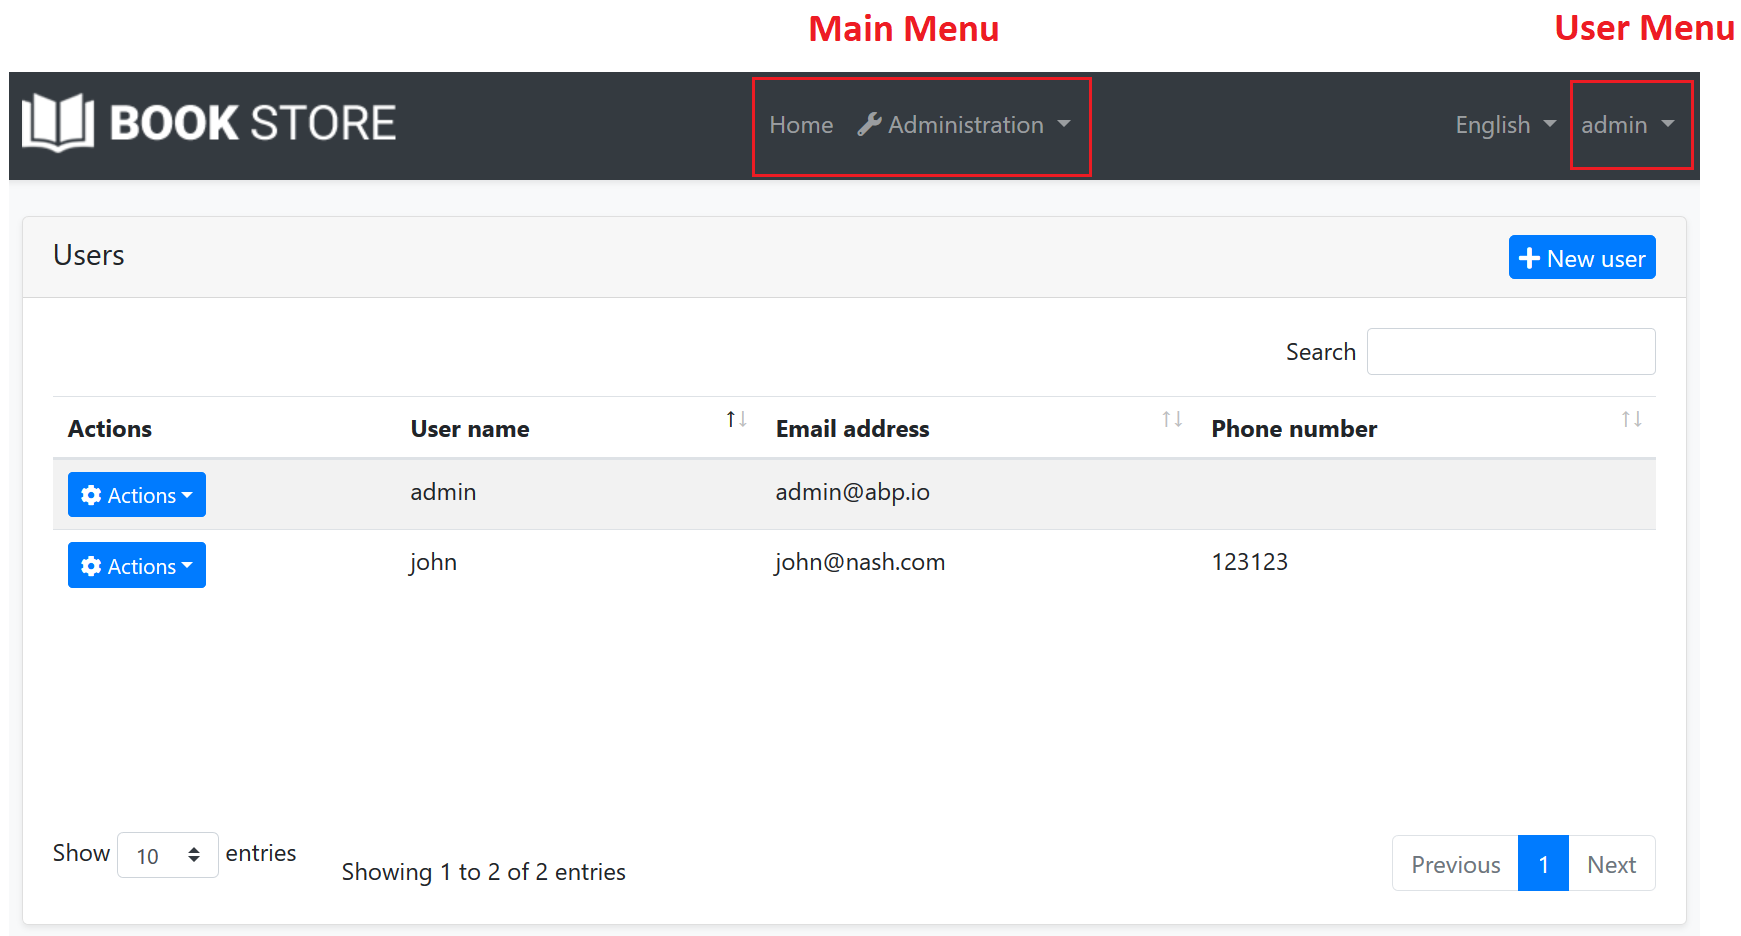 Main Menu
User Menu
BOOK STORE
Home Administration
English admin
Users
New user
Search
Actions User name Email address Phone number
Actions admin admin@abp.io
Actions john john@nash.com 123123
Show 10 entries
Showing 1 to 2 of 2 entries
Previous 1 Next